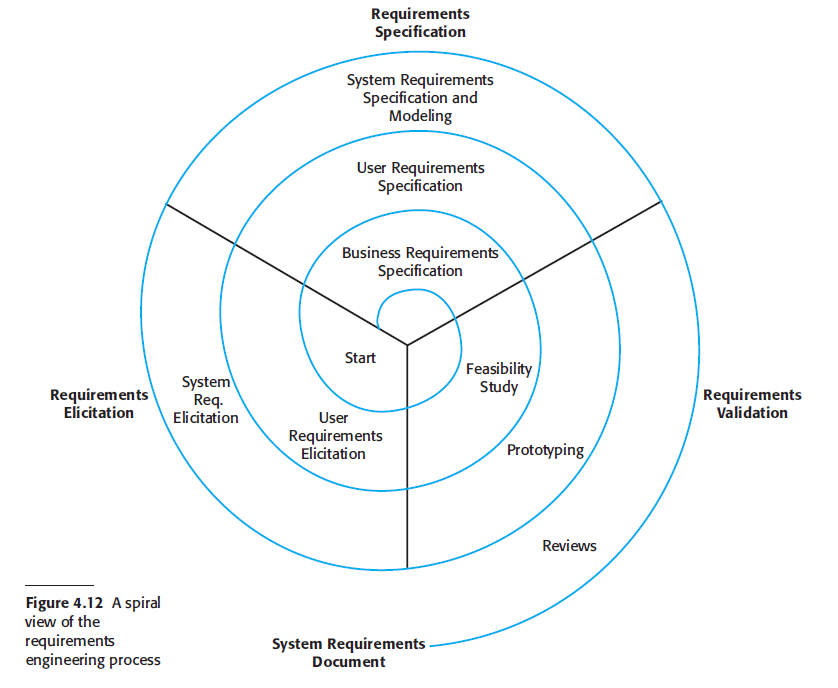 Requirements
Specification
System Requirements
Specification and
Modeling
User Requirements
Specification
Business Requirements
Specification
Start
Feasibility
Study
Requirements
Elicitation
System
Req.
Elicitation
User
Requirements
Elicitation
Requirements
Validation
Prototyping
Reviews
System Requirements
Document
Figure 4.12 A spiral
view of the
requirements
engineering process